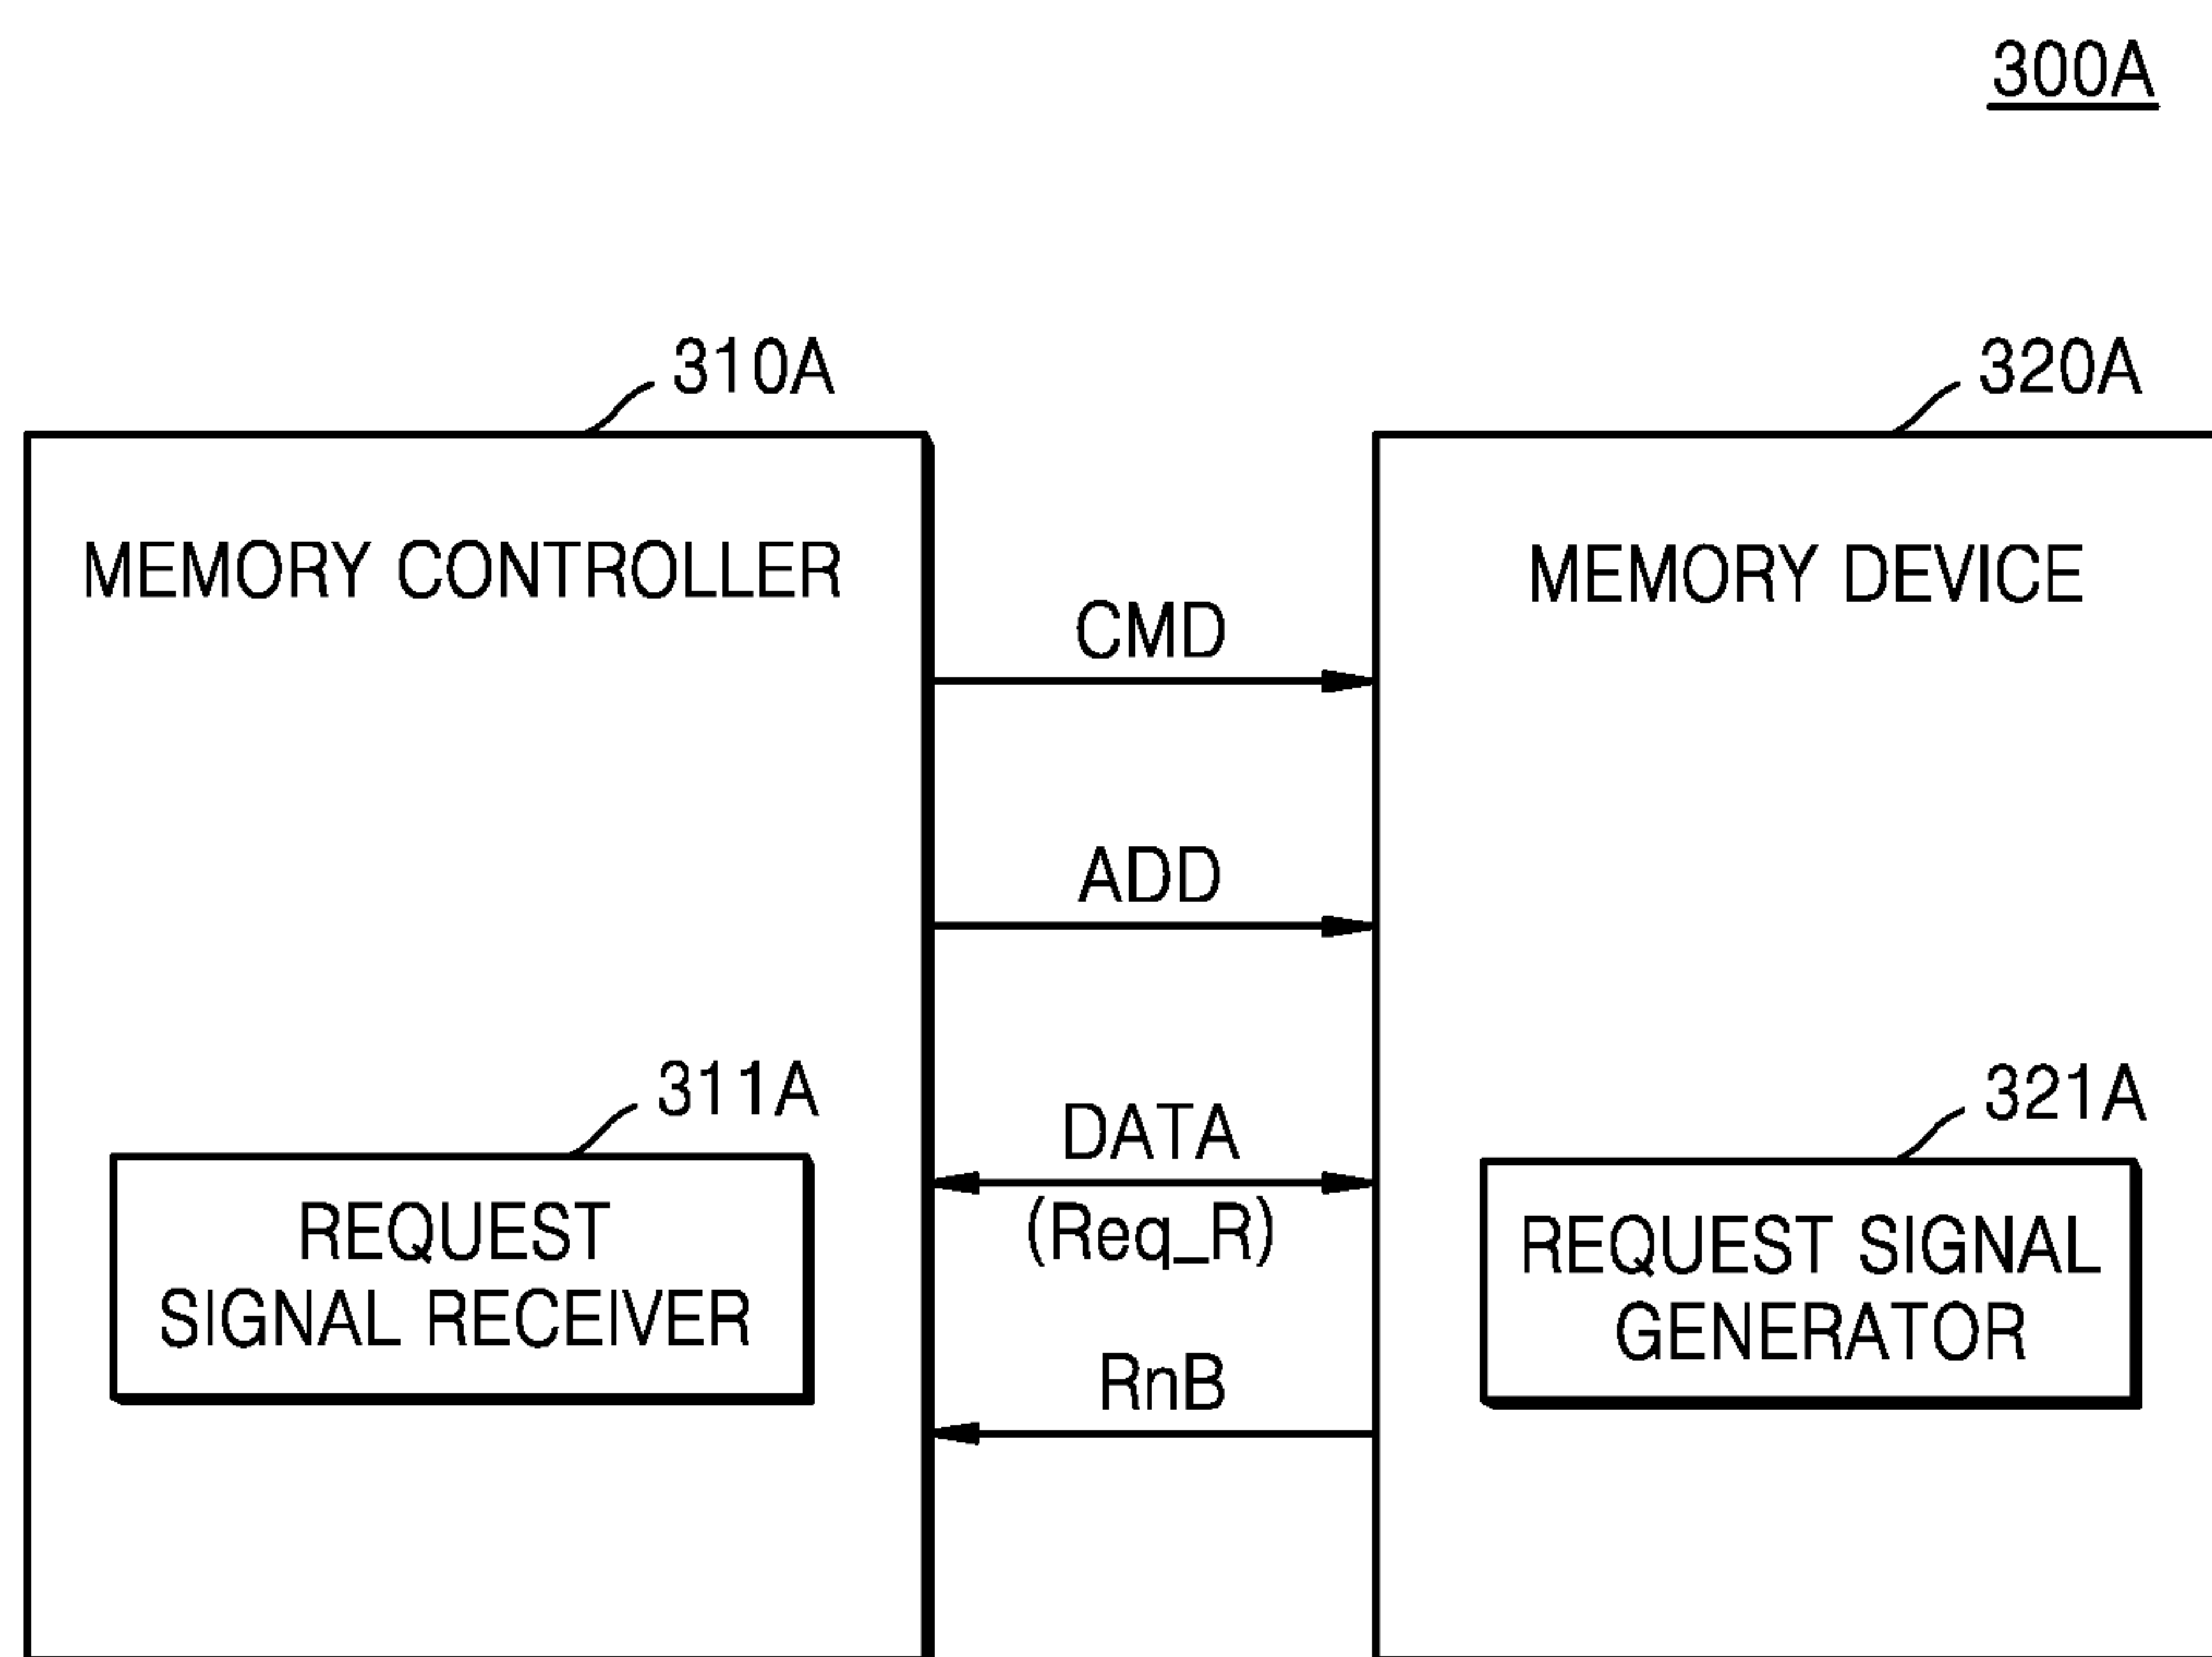 300A
310A
320A
MEMORY CONTROLLER
MEMORY DEVICE
CMD
ADD
311A
321A
DATA
(Req_R)
REQUEST
SIGNAL RECEIVER
REQUEST SIGNAL
GENERATOR
RnB